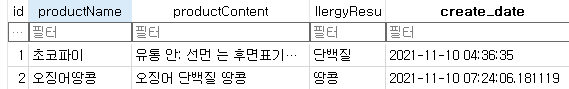 id productName productContent llergyResu create_date
... 필터 필터 필터 필터
1 초코파이 유통 안: 선먼 는 후면표기... 단백질 2021-11-10 04:36:35
2 오징어땅콩 오징어 단백질 땅콩 땅콩 2021-11-10 07:24:06.181119